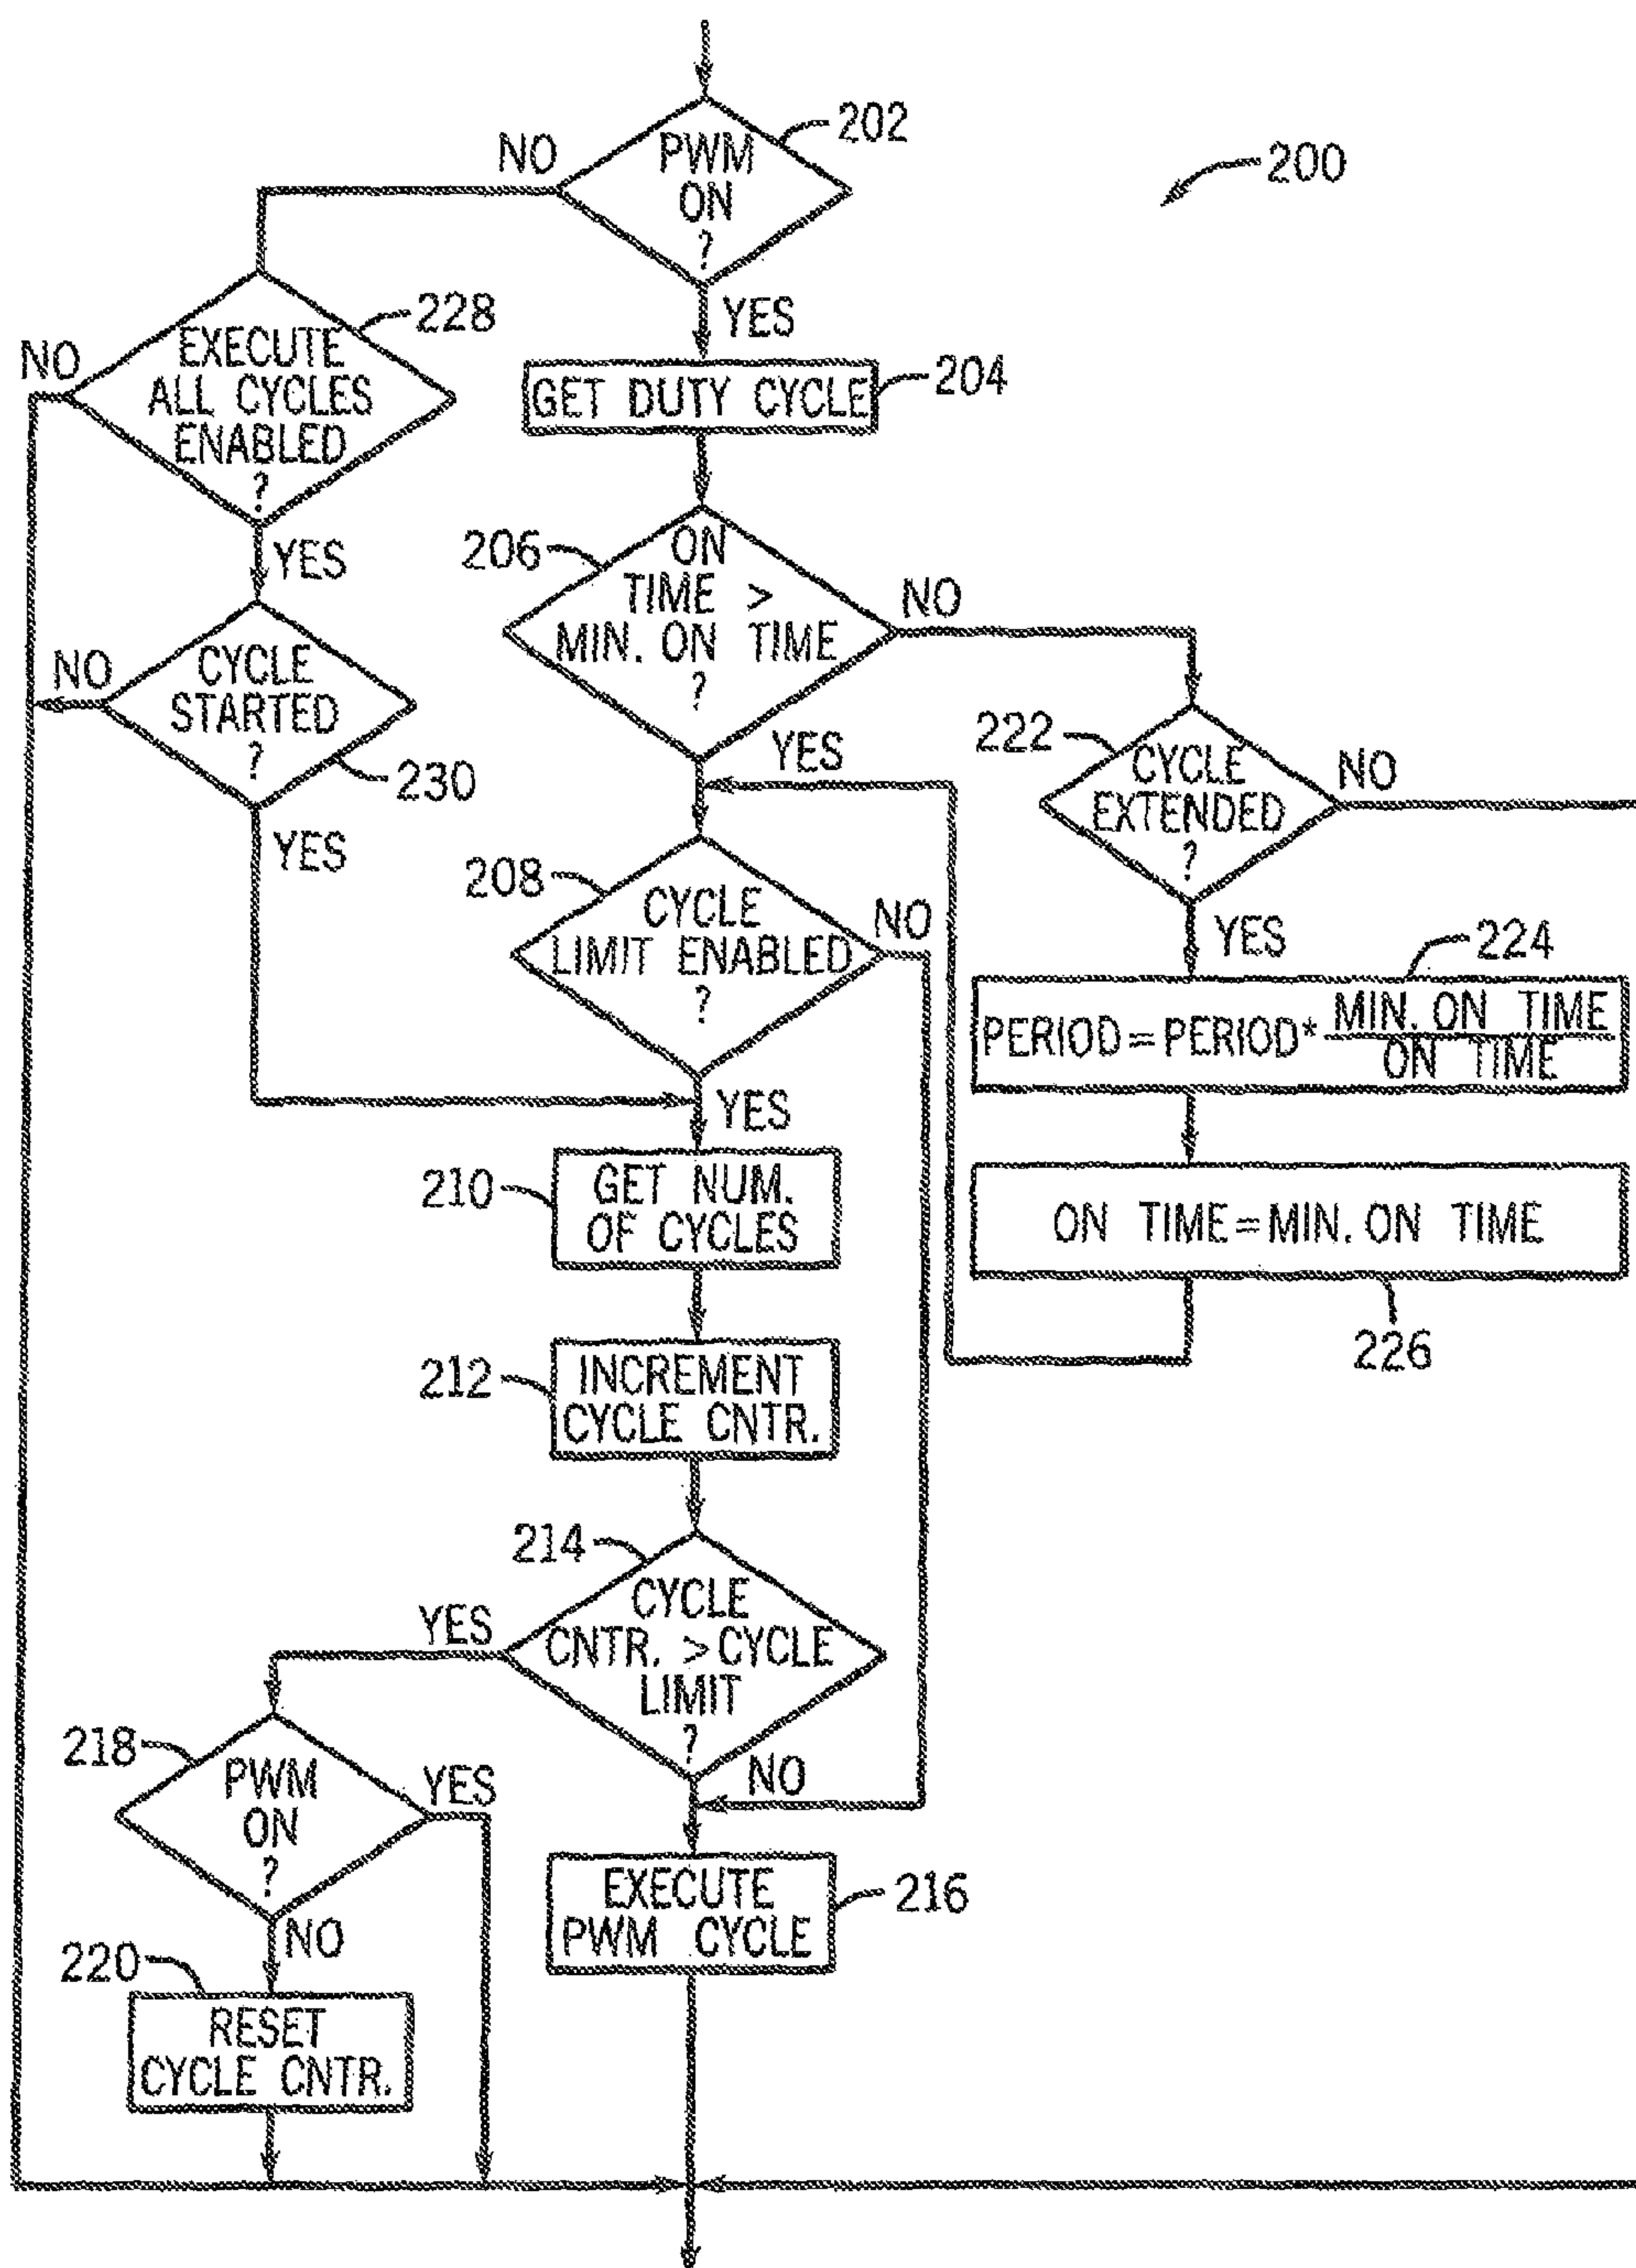 202
NO
PWM
ON
?
200
YES
228
EXECUTE
ALL CYCLES
ENABLED
?
NO
YES
GET DUTY CYCLE
204
206
ON
TIME >
MIN. ON TIME
?
NO
YES
NO
CYCLE
STARTED
?
230
YES
222
CYCLE
EXTENDED
?
NO
YES
208
CYCLE
LIMIT ENABLED
?
NO
YES
224
PERIOD = PERIOD* MIN. ON TIME
ON TIME
210
GET NUM.
OF CYCLES
ON TIME = MIN. ON TIME
226
212
INCREMENT
CYCLE CNTR.
214
CYCLE
CNTR. > CYCLE
LIMIT
?
YES
NO
218
PWM
ON
?
YES
NO
EXECUTE
PWM CYCLE
216
220
RESET
CYCLE CNTR.